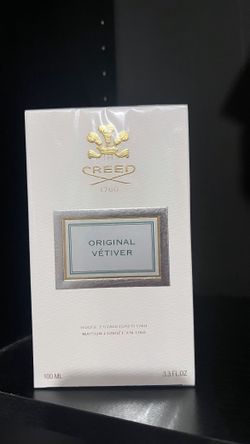 CREED
1760
ORIGINAL
VÉTIVER
100 ML 3.3 FL.OZ